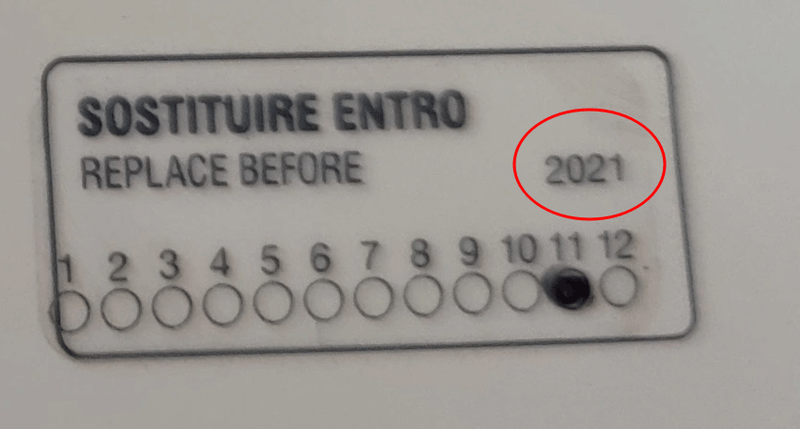 SOSTITUIRE ENTRO
REPLACE BEFORE 2021
1 2 3 4 5 6 7 8 9 10 11 12